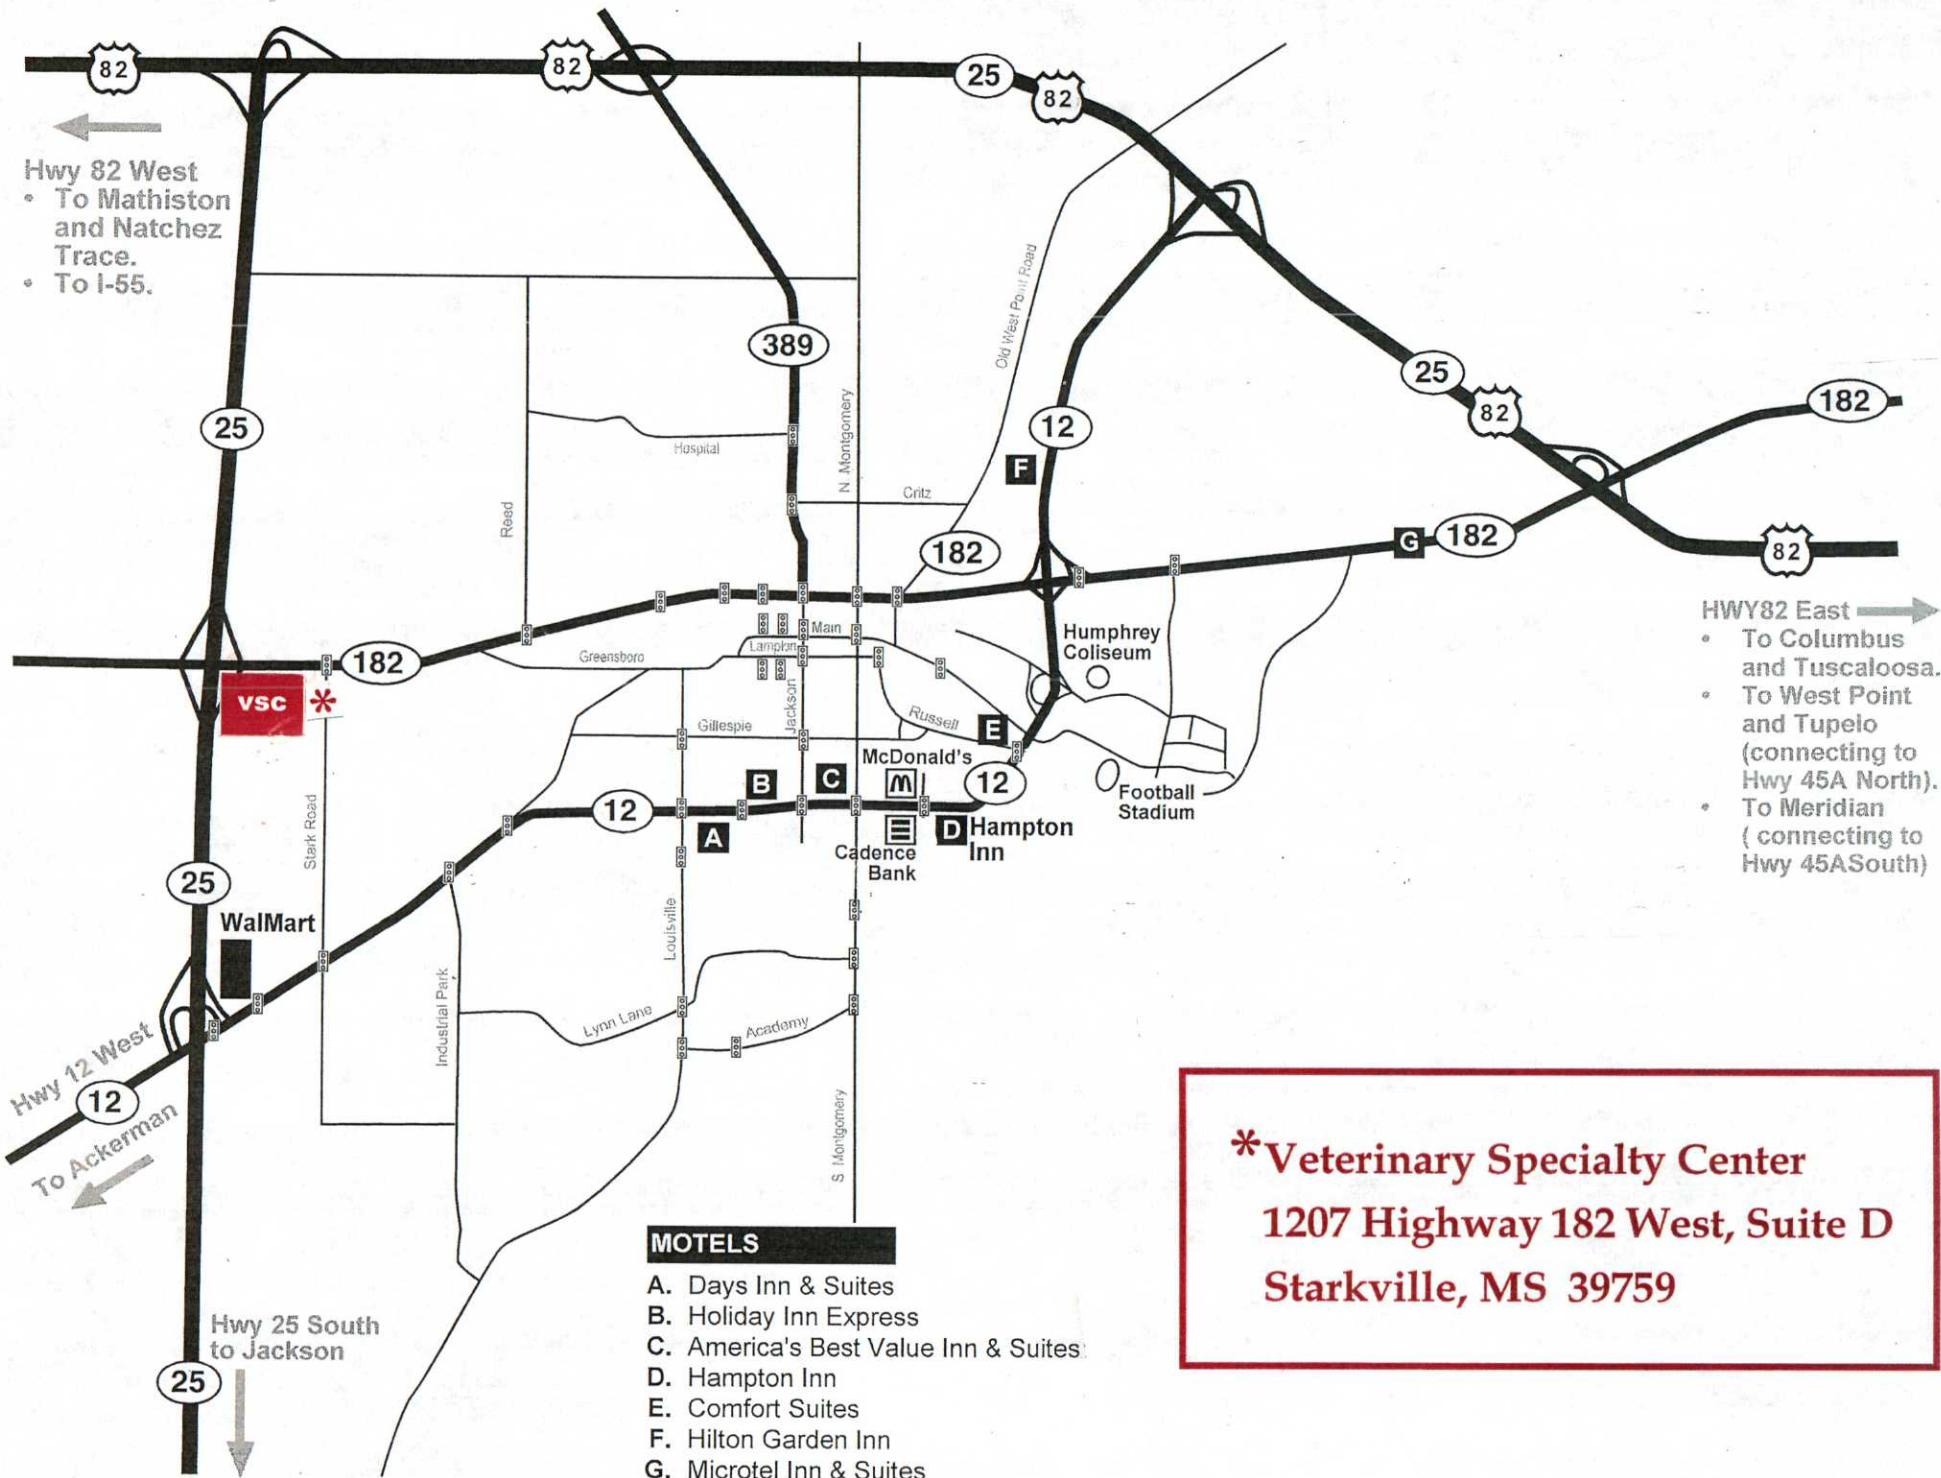 82
82
25
82
Hwy 82 West
• To Mathiston
and Natchez
Trace.
• To I-55.
Old West Point Road
389
25
N. Montgomery
12
25
82
182
Hospital
F
Critz
Reed
182
G
182
82
HWY82 East
• To Columbus
and Tuscaloosa.
• To West Point
and Tupelo
(connecting to
Hwy 45A North).
• To Meridian
( connecting to
Hwy 45ASouth)
Main
Lampkin
Greensboro
182
Humphrey
Coliseum
VSC *
Jackson
Gillespie
Russell
E
McDonald's
B
C
12
12
Football
Stadium
A
D Hampton
Inn
Cadence
Bank
Stark Road
25
WalMart
Louisville
Industrial Park
Lynn Lane
Academy
Hwy 12 West
12
To Ackerman
S Montgomery
*Veterinary Specialty Center
1207 Highway 182 West, Suite D
Starkville, MS 39759
MOTELS
A. Days Inn & Suites
B. Holiday Inn Express
C. America's Best Value Inn & Suites
D. Hampton Inn
E. Comfort Suites
F. Hilton Garden Inn
G. Microtel Inn & Suites
Hwy 25 South
to Jackson
25